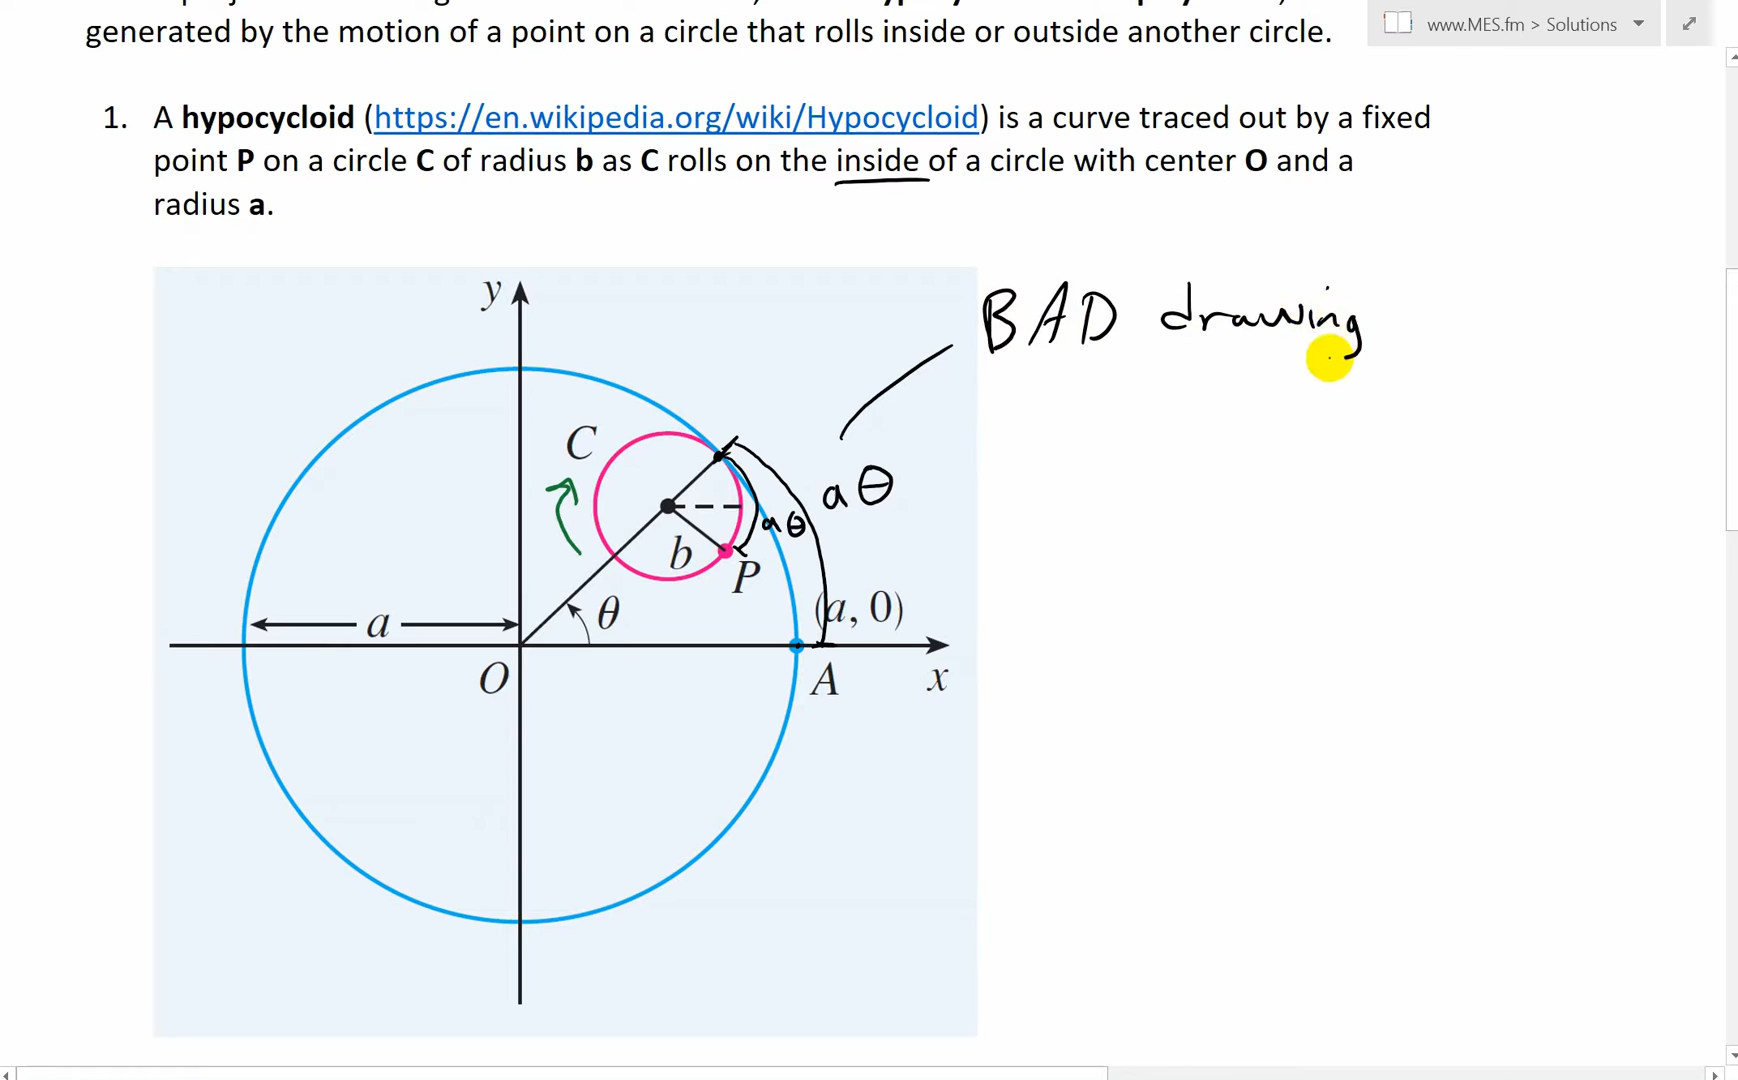 generated by the motion of a point on a circle that rolls inside or outside another circle.
www.MES.fm > Solutions
1. A hypocycloid (https://en.wikipedia.org/wiki/Hypocycloid) is a curve traced out by a fixed
point P on a circle C of radius b as C rolls on the inside of a circle with center O and a
radius a.
y
BAD drawing
C
aθ
aθ
b
P
a
θ
(a, 0)
O
A
x